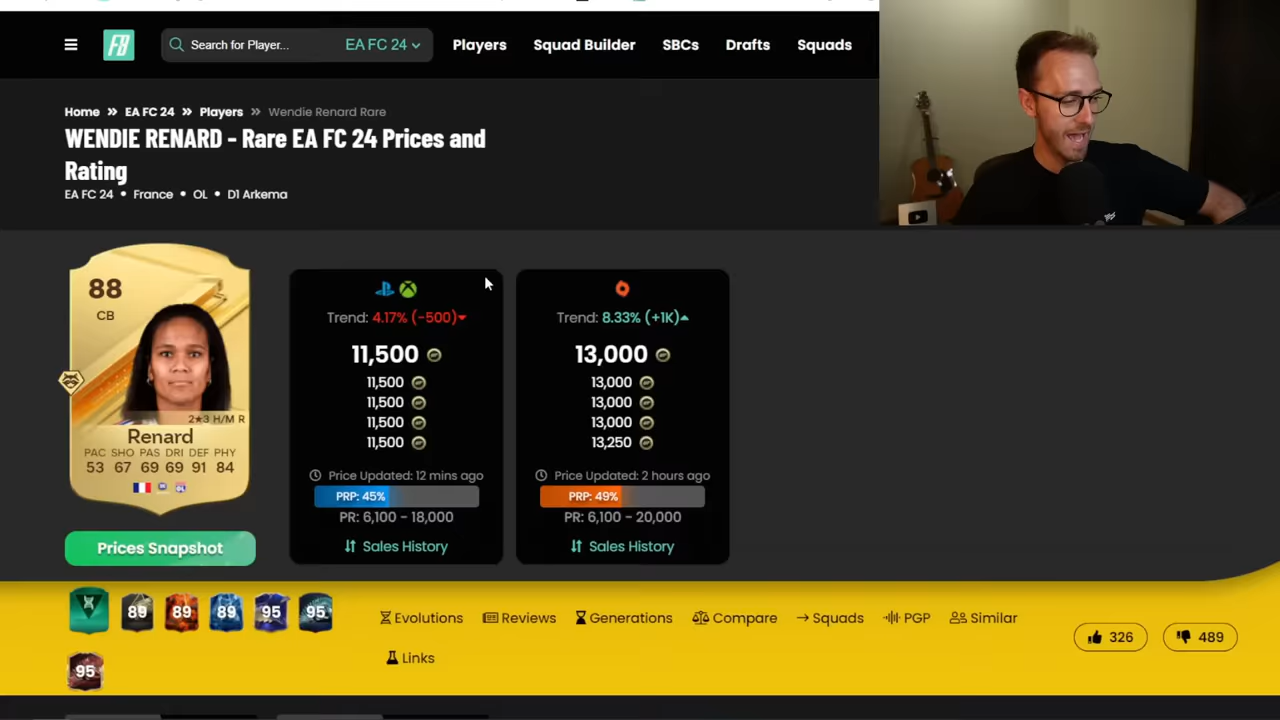 FB
Search for Player...
EA FC 24
Players
Squad Builder
SBCs
Drafts
Squads
Home » EA FC 24 » Players » Wendie Renard Rare
WENDIE RENARD - Rare EA FC 24 Prices and
Rating
EA FC 24 • France • OL • D1 Arkema
88
CB
2★3 H/M R
Renard
PAC SHO PAS DRI DEF PHY
53 67 69 69 91 84
Prices Snapshot
Trend: 4.17% (-500)
11,500
11,500
11,500
11,500
11,500
Price Updated: 12 mins ago
PRP: 45%
PR: 6,100 - 18,000
Sales History
Trend: 8.33% (+1K)
13,000
13,000
13,000
13,000
13,250
Price Updated: 2 hours ago
PRP: 49%
PR: 6,100 - 20,000
Sales History
89
89
89
95
95
95
Evolutions
Reviews
Generations
Compare
Squads
PGP
Similar
Links
326
489